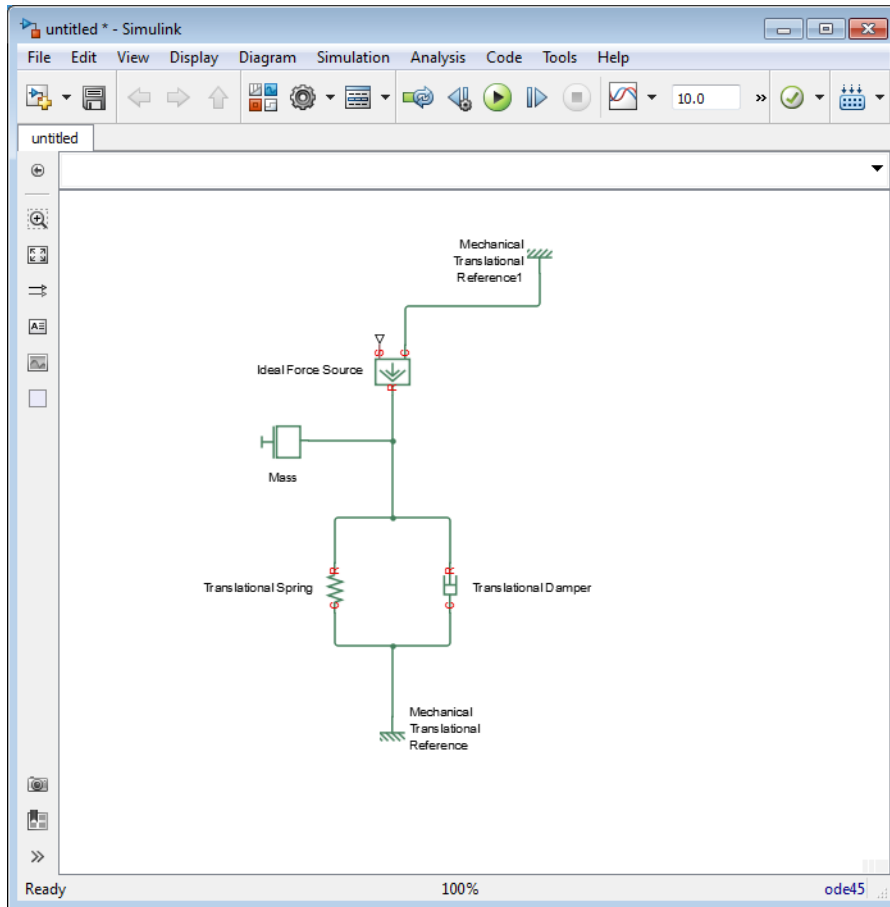 untitled * - Simulink
File Edit View Display Diagram Simulation Analysis Code Tools Help
10.0 »
untitled
Mechanical
Translational
Reference1
S C
Ideal Force Source
R
Mass
R R
Translational Spring Translational Damper
C C
Mechanical
Translational
Reference
Ready 100% ode45